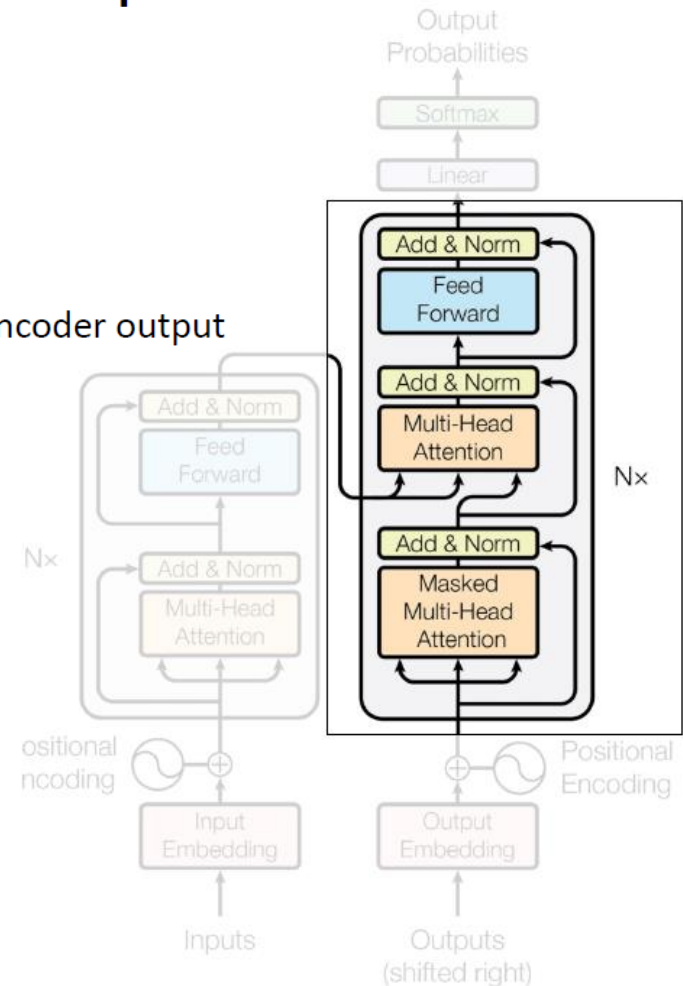 Output
Probabilities
Softmax
Linear
Add & Norm
Feed
Forward
ncoder output
Add & Norm
Multi-Head
Attention
Nx
Add & Norm
Masked
Multi-Head
Attention
Add & Norm
Feed
Forward
Nx
Add & Norm
Multi-Head
Attention
ositional
ncoding
Positional
Encoding
Input
Embedding
Output
Embedding
Inputs
Outputs
(shifted right)